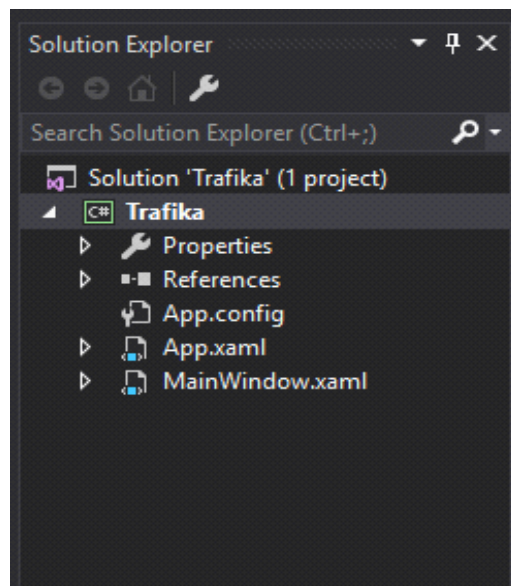 Solution Explorer
Search Solution Explorer (Ctrl+;)
Solution 'Trafika' (1 project)
C# Trafika
Properties
References
App.config
App.xaml
MainWindow.xaml